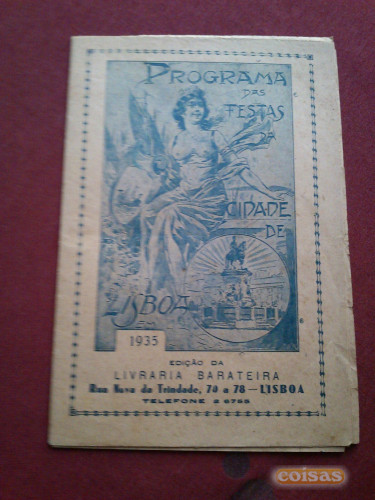 PROGRAMA
DAS
FESTAS
DA
CIDADE
DE
LISBOA
EM
1935
EDIÇÃO DA
LIVRARIA BARATEIRA
Rua Nova da Trindade, 70 a 78 — LISBOA
TELEFONE 2 6755
coisas